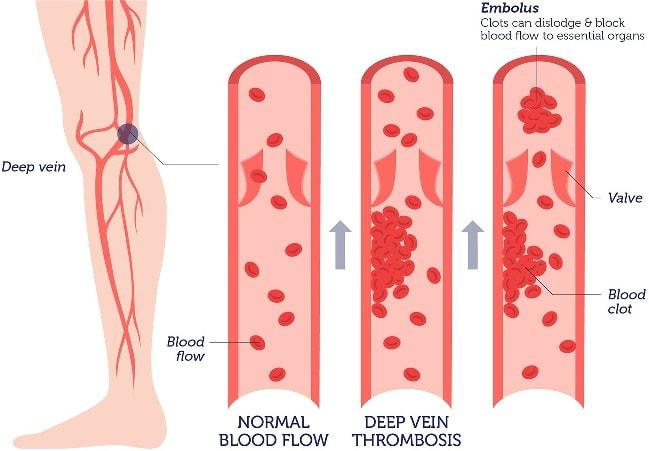 Embolus
Clots can dislodge & block
blood flow to essential organs
Deep vein
Valve
Blood
clot
Blood
flow
NORMAL
BLOOD FLOW
DEEP VEIN
THROMBOSIS